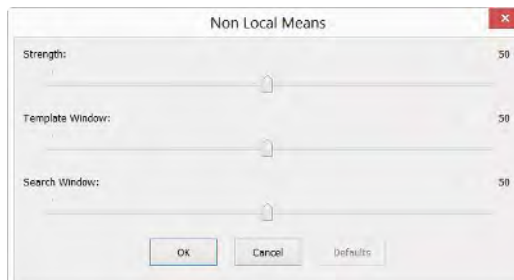 Non Local Means
Strength: 50
Template Window: 50
Search Window: 50
OK Cancel Defaults